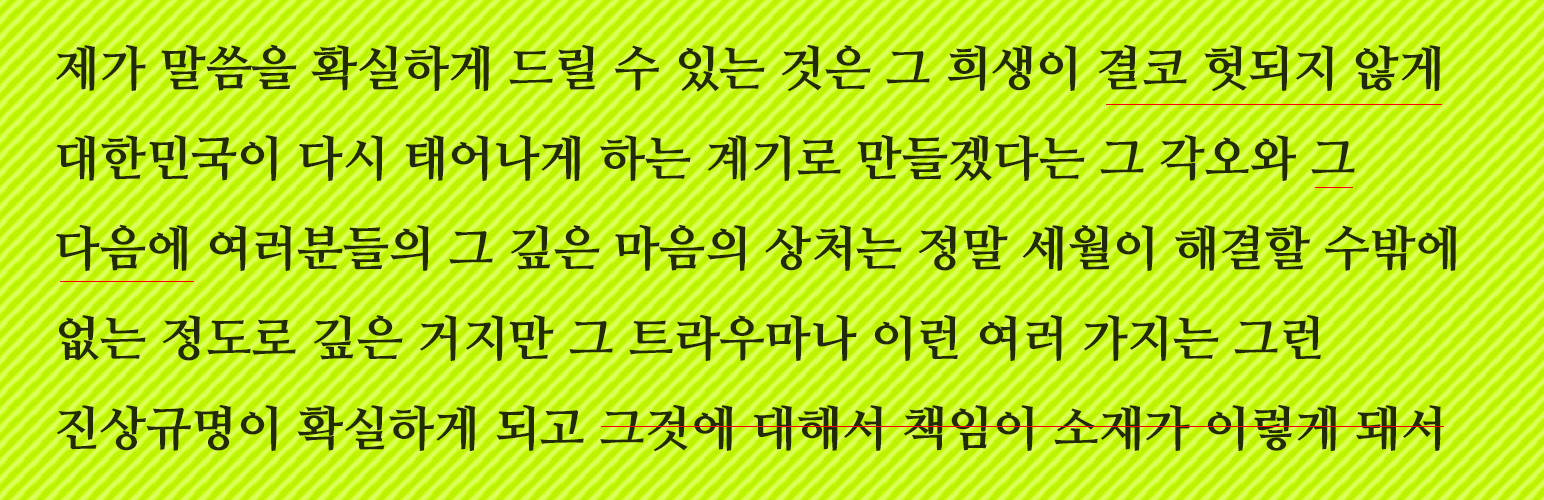 제가 말씀을 확실하게 드릴 수 있는 것은 그 희생이 결코 헛되지 않게
대한민국이 다시 태어나게 하는 계기로 만들겠다는 그 각오와 그
다음에 여러분들의 그 깊은 마음의 상처는 정말 세월이 해결할 수밖에
없는 정도로 깊은 거지만 그 트라우마나 이런 여러 가지는 그런
진상규명이 확실하게 되고 그것에 대해서 책임이 소재가 이렇게 돼서